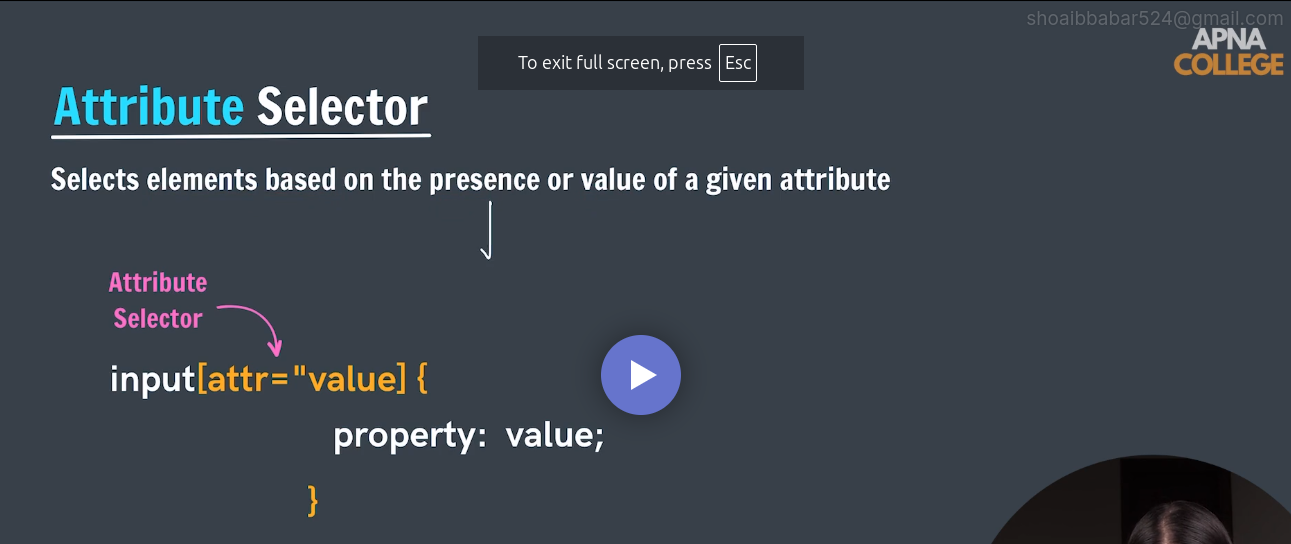 shoaibbabar524@gmail.com
APNA
COLLEGE
To exit full screen, press Esc
Attribute Selector
Selects elements based on the presence or value of a given attribute
Attribute
Selector
input[attr="value] {
property: value;
}